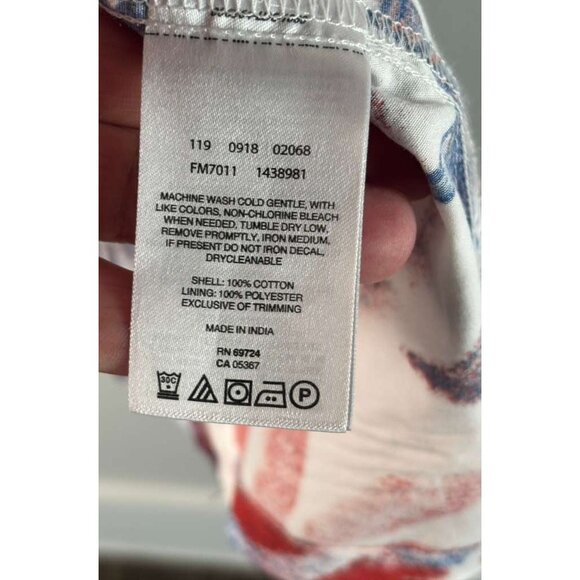 119 0918 02068
FM7011 1438981
MACHINE WASH COLD GENTLE, WITH
LIKE COLORS, NON-CHLORINE BLEACH
WHEN NEEDED, TUMBLE DRY LOW,
REMOVE PROMPTLY, IRON MEDIUM.
IF PRESENT DO NOT IRON DECAL,
DRYCLEANABLE
SHELL: 100% COTTON
LINING: 100% POLYESTER
EXCLUSIVE OF TRIMMING
MADE IN INDIA
RN 69724
CA 05367
30C P